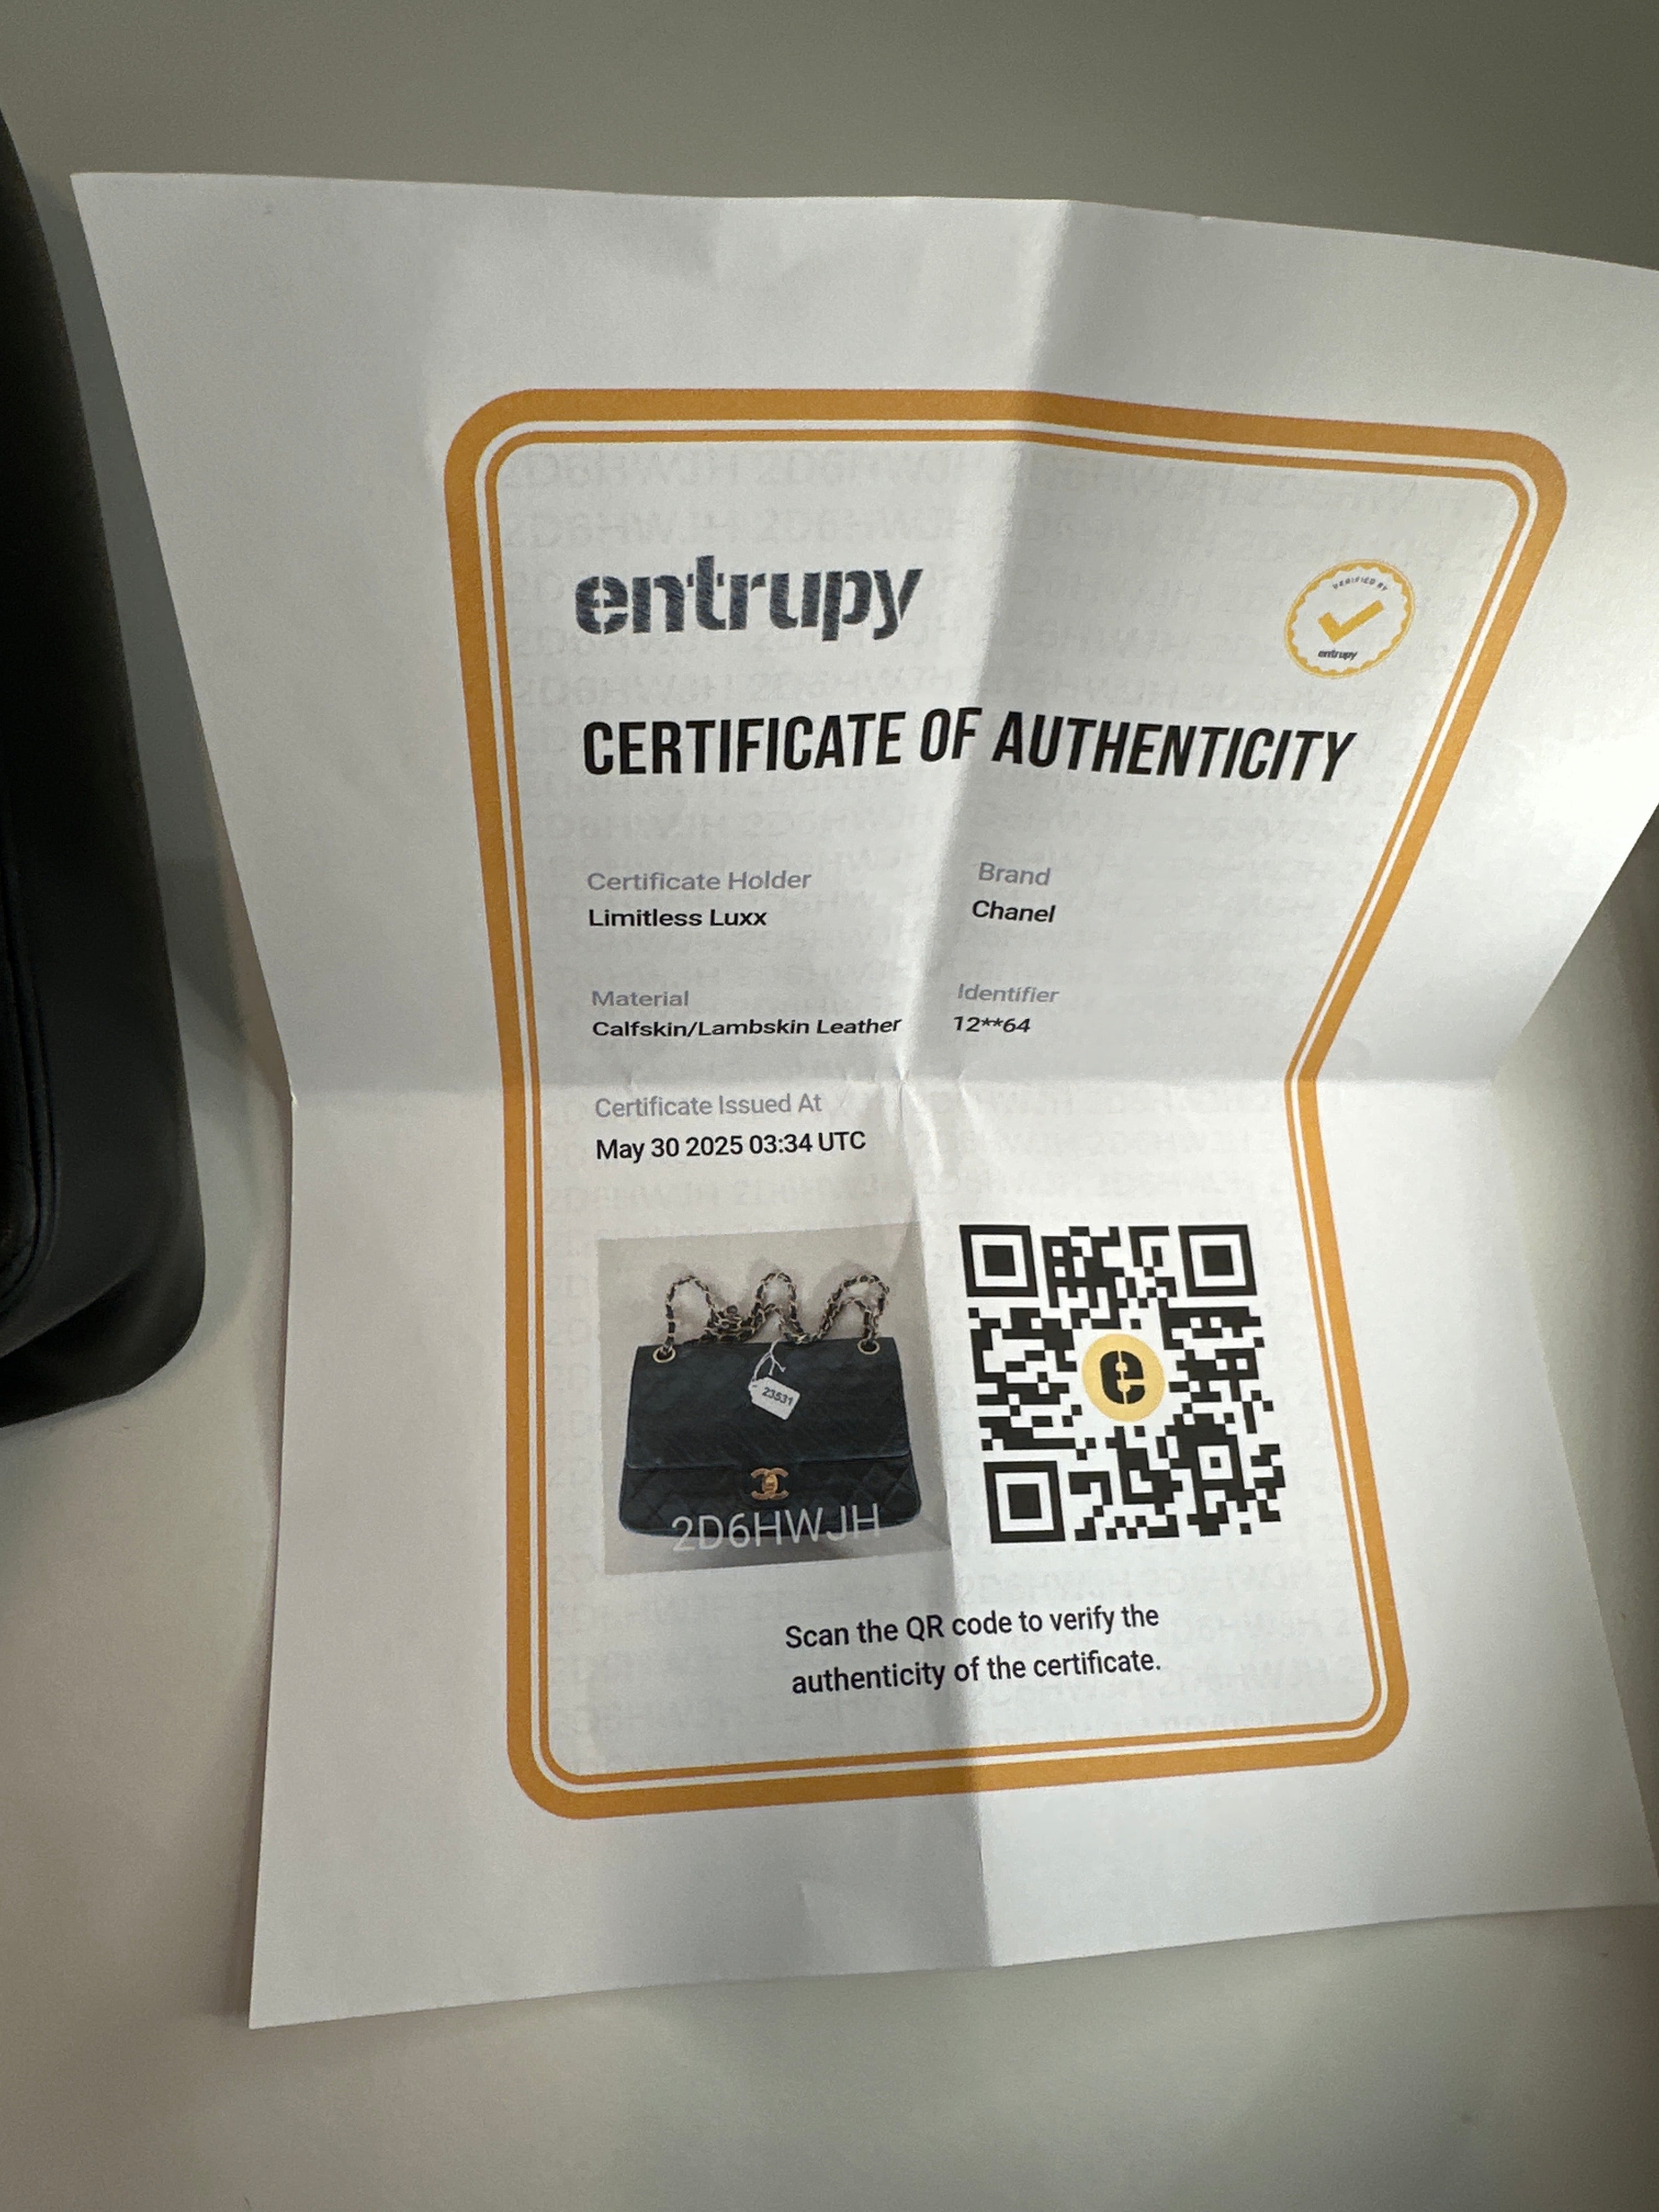 entrupy
VERIFIED BY
entrupy
CERTIFICATE OF AUTHENTICITY
Certificate Holder
Limitless Luxx
Brand
Chanel
Material
Calfskin/Lambskin Leather
Identifier
12**64
Certificate Issued At
May 30 2025 03:34 UTC
23531
2D6HWJH
e
Scan the QR code to verify the
authenticity of the certificate.